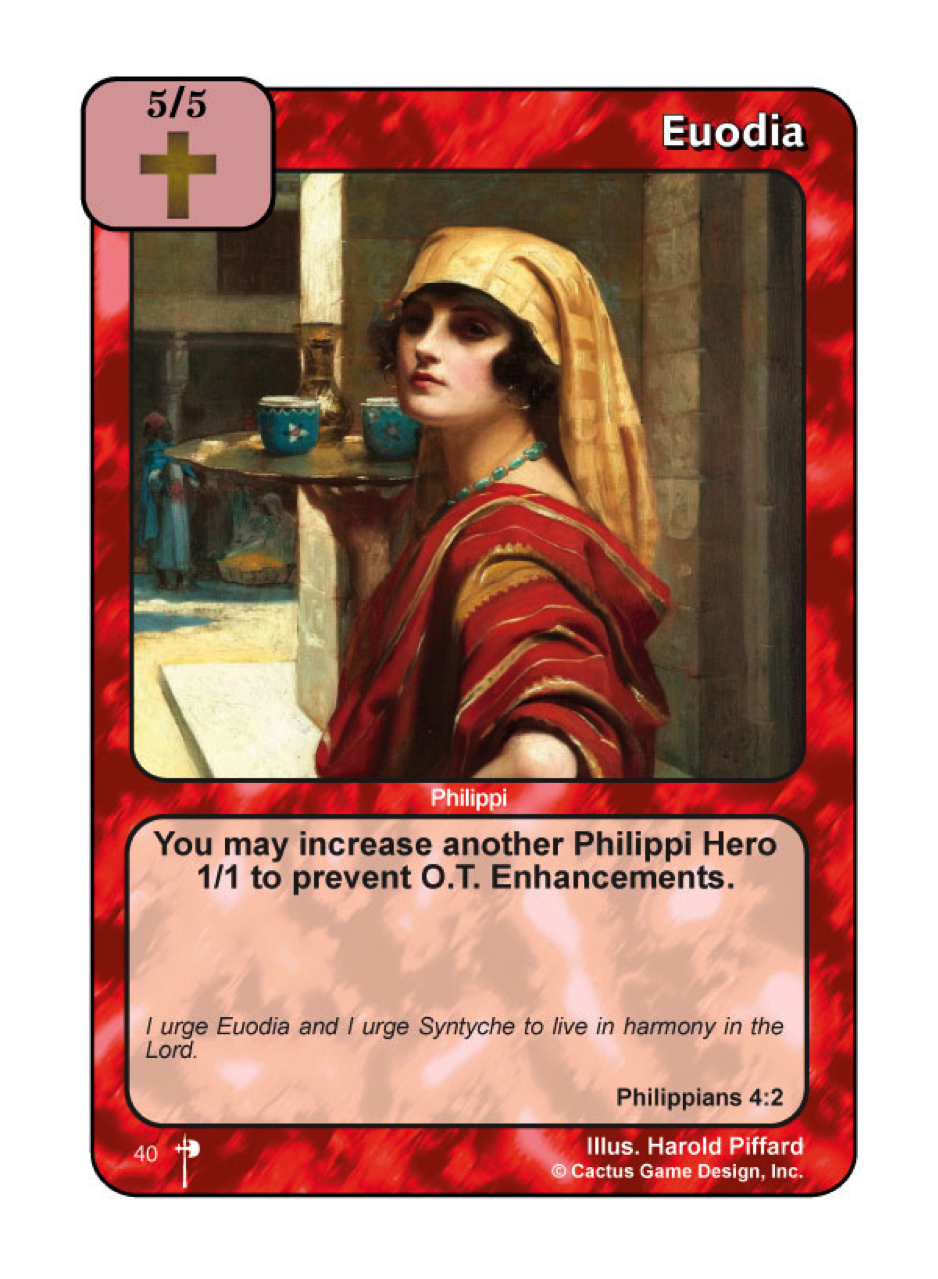 5/5
Euodia
Philippi
You may increase another Philippi Hero
1/1 to prevent O.T. Enhancements.
I urge Euodia and I urge Syntyche to live in harmony in the
Lord.
Philippians 4:2
40
Illus. Harold Piffard
© Cactus Game Design, Inc.